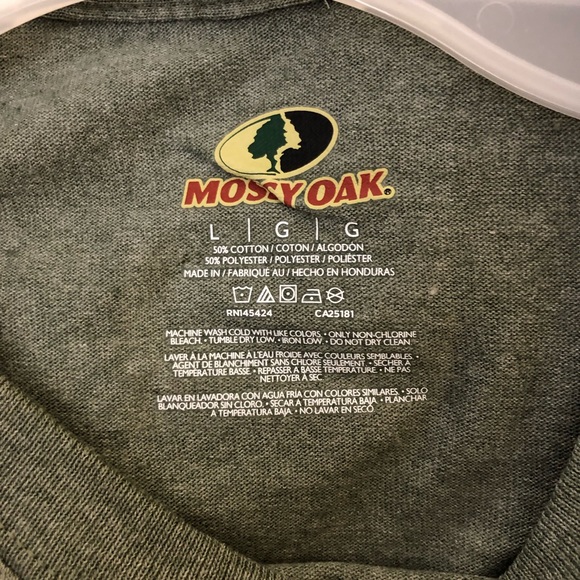 MOSSY OAK®
L | G | G
50% COTTON / COTON / ALGODÓN
50% POLYESTER / POLYESTER / POLIÉSTER
MADE IN / FABRIQUÉ AU / HECHO EN HONDURAS
RN145424 CA25181
MACHINE WASH COLD WITH LIKE COLORS. • ONLY NON-CHLORINE
BLEACH. • TUMBLE DRY LOW. • IRON LOW. • DO NOT DRY CLEAN.
LAVER À LA MACHINE À L'EAU FROIDE AVEC COULEURS SEMBLABLES. •
AGENT DE BLANCHIMENT SANS CHLORE SEULEMENT. • SÉCHER À
TEMPÉRATURE BASSE. • REPASSER À BASSE TEMPÉRATURE. • NE PAS
NETTOYER À SEC.
LAVAR EN LAVADORA CON AGUA FRÍA CON COLORES SIMILARES. • SOLO
BLANQUEADOR SIN CLORO. • SECAR A TEMPERATURA BAJA. • PLANCHAR
A TEMPERATURA BAJA. • NO LAVAR EN SECO.